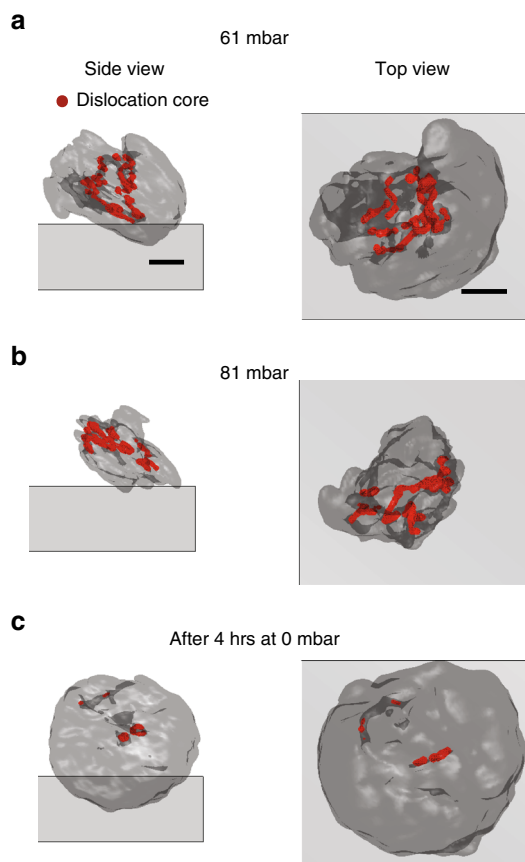 a
61 mbar
Side view
Top view
Dislocation core
b
81 mbar
c
After 4 hrs at 0 mbar